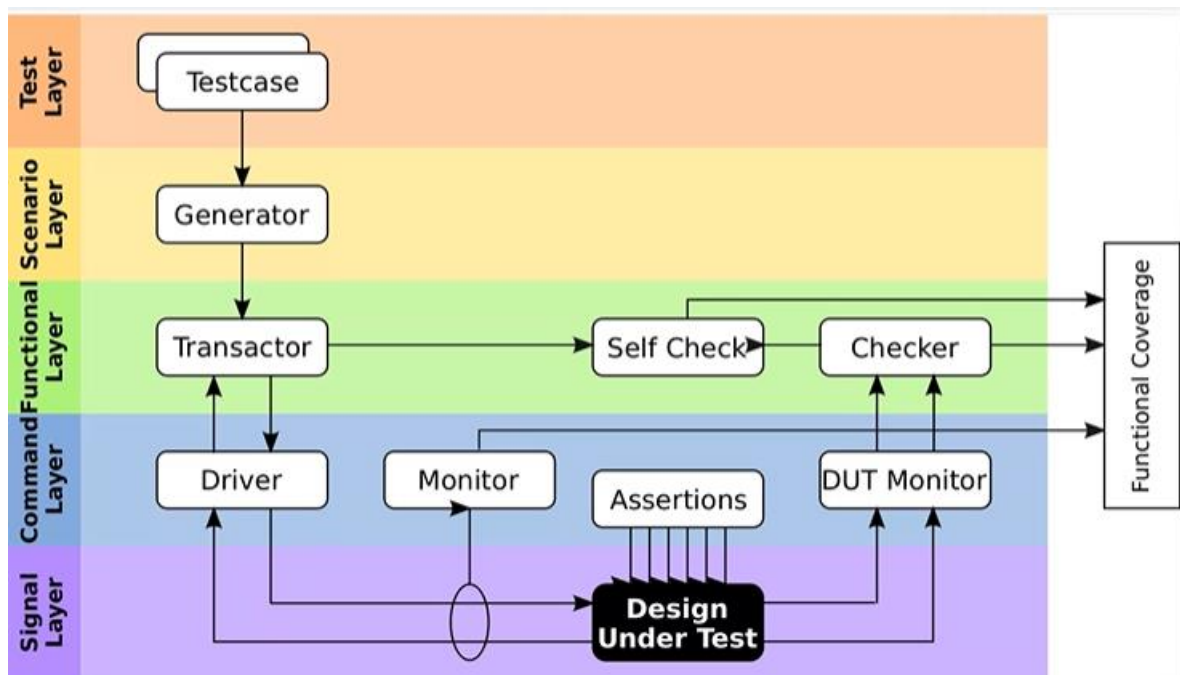 Test
Layer
Testcase
Scenario
Layer
Generator
Functional
Layer
Transactor
Self Check
Checker
Functional Coverage
Command
Layer
Driver
Monitor
Assertions
DUT Monitor
Signal
Layer
Design
Under Test